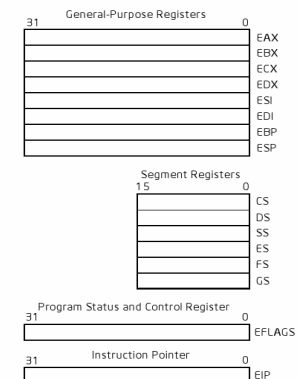 General-Purpose Registers
31 0
EAX
EBX
ECX
EDX
ESI
EDI
EBP
ESP
Segment Registers
15 0
CS
DS
SS
ES
FS
GS
Program Status and Control Register
31 0
EFLAGS
Instruction Pointer
31 0
EIP